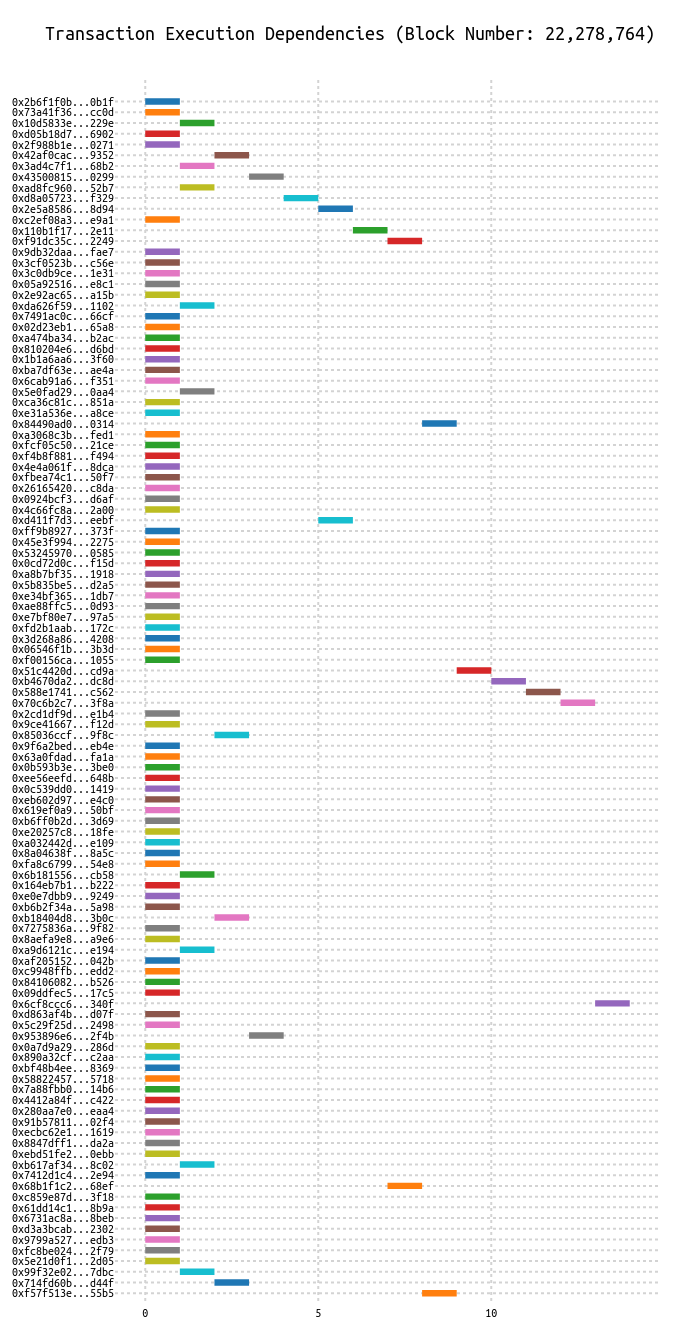 Transaction Execution Dependencies (Block Number: 22,278,764)
0x2b6f1f0b...0b1f
0x73a41f36...cc0d
0x10d5833e...229e
0xd05b18d7...6902
0x2f988b1e...0271
0x42af0cac...9352
0x3ad4c7f1...68b2
0x43500815...0299
0xad8fc960...52b7
0xd8a05723...f329
0x2e5a8586...8d94
0xc2ef08a3...e9a1
0x110b1f17...2e11
0xf91dc35c...2249
0x9db32daa...fae7
0x3cf0523b...c56e
0x3c0db9ce...1e31
0x05a92516...e8c1
0x2e92ac65...a15b
0xda626f59...1102
0x7491ac0c...66cf
0x02d23eb1...65a8
0xa474ba34...b2ac
0x810204e6...d6bd
0x1b1a6aa6...3f60
0xba7df63e...ae4a
0x6cab91a6...f351
0x5e0fad29...0aa4
0xca36c81c...851a
0xe31a536e...a8ce
0x84490ad0...0314
0xa3068c3b...fed1
0xfcf05c50...21ce
0xf4b8f881...f494
0x4e4a061f...8dca
0xfbea74c1...50f7
0x26165420...c8da
0x0924bcf3...d6af
0x4c66fc8a...2a00
0xd411f7d3...eebf
0xff9b8927...373f
0x45e3f994...2275
0x53245970...0585
0x0cd72d0c...f15d
0xa8b7bf35...1918
0x5b835be5...d2a5
0xe34bf365...1db7
0xae88ffc5...0d93
0xe7bf80e7...97a5
0xfd2b1aab...172c
0x3d268a86...4208
0x06546f1b...3b3d
0xf00156ca...1055
0x51c4420d...cd9a
0xb4670da2...dc8d
0x588e1741...c562
0x70c6b2c7...3f8a
0x2cd1df9d...e1b4
0x9ce41667...f12d
0x85036ccf...9f8c
0x9f6a2bed...eb4e
0x63a0fdad...fa1a
0x0b593b3e...3be0
0xee56eefd...648b
0x0c539dd0...1419
0xeb602d97...e4c0
0x619ef0a9...50bf
0xb6ff0b2d...3d69
0xe20257c8...18fe
0xa032442d...e109
0x8a04638f...8a5c
0xfa8c6799...54e8
0x6b181556...cb58
0x164eb7b1...b222
0xe0e7dbb9...9249
0xb6b2f34a...5a98
0xb18404d8...3b0c
0x7275836a...9f82
0x8aefa9e8...a9e6
0xa9d6121c...e194
0xaf205152...042b
0xc9948ffb...edd2
0x84106082...b526
0x09ddfec5...17c5
0x6cf8ccc6...340f
0xd863af4b...d07f
0x5c29f25d...2498
0x953896e6...2f4b
0x0a7d9a29...286d
0x890a32cf...c2aa
0xbf48b4ee...8369
0x58822457...5718
0x7a88fbb0...14b6
0x4412a84f...c422
0x280aa7e0...eaa4
0x91b57811...02f4
0xecbc62e1...1619
0x8847dff1...da2a
0xebd51fe2...0ebb
0xb617af34...8c02
0x7412d1c4...2e94
0x68b1f1c2...68ef
0xc859e87d...3f18
0x61dd14c1...8b9a
0x6731ac8a...8beb
0xd3a3bcab...2302
0x9799a527...edb3
0xfc8be024...2f79
0x5e21d0f1...2d05
0x99f32e02...7dbc
0x714fd60b...d44f
0xf57f513e...55b5
0 5 10